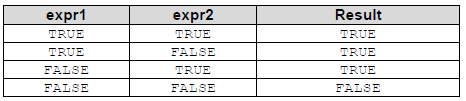 expr1 expr2 Result
TRUE TRUE TRUE
TRUE FALSE TRUE
FALSE TRUE TRUE
FALSE FALSE FALSE